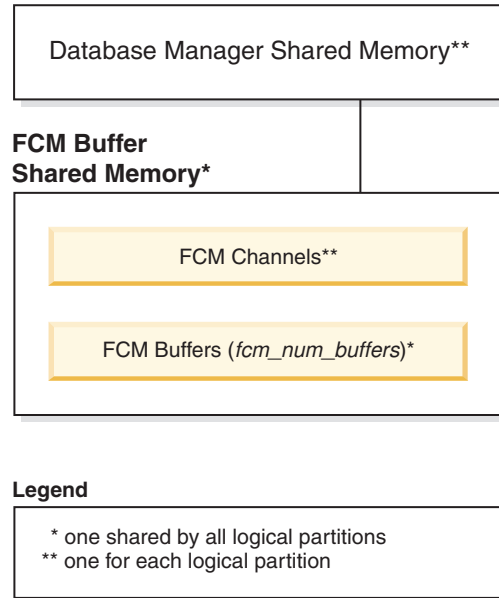 Database Manager Shared Memory**
FCM Buffer
Shared Memory*
FCM Channels**
FCM Buffers (fcm_num_buffers)*
Legend
* one shared by all logical partitions
** one for each logical partition